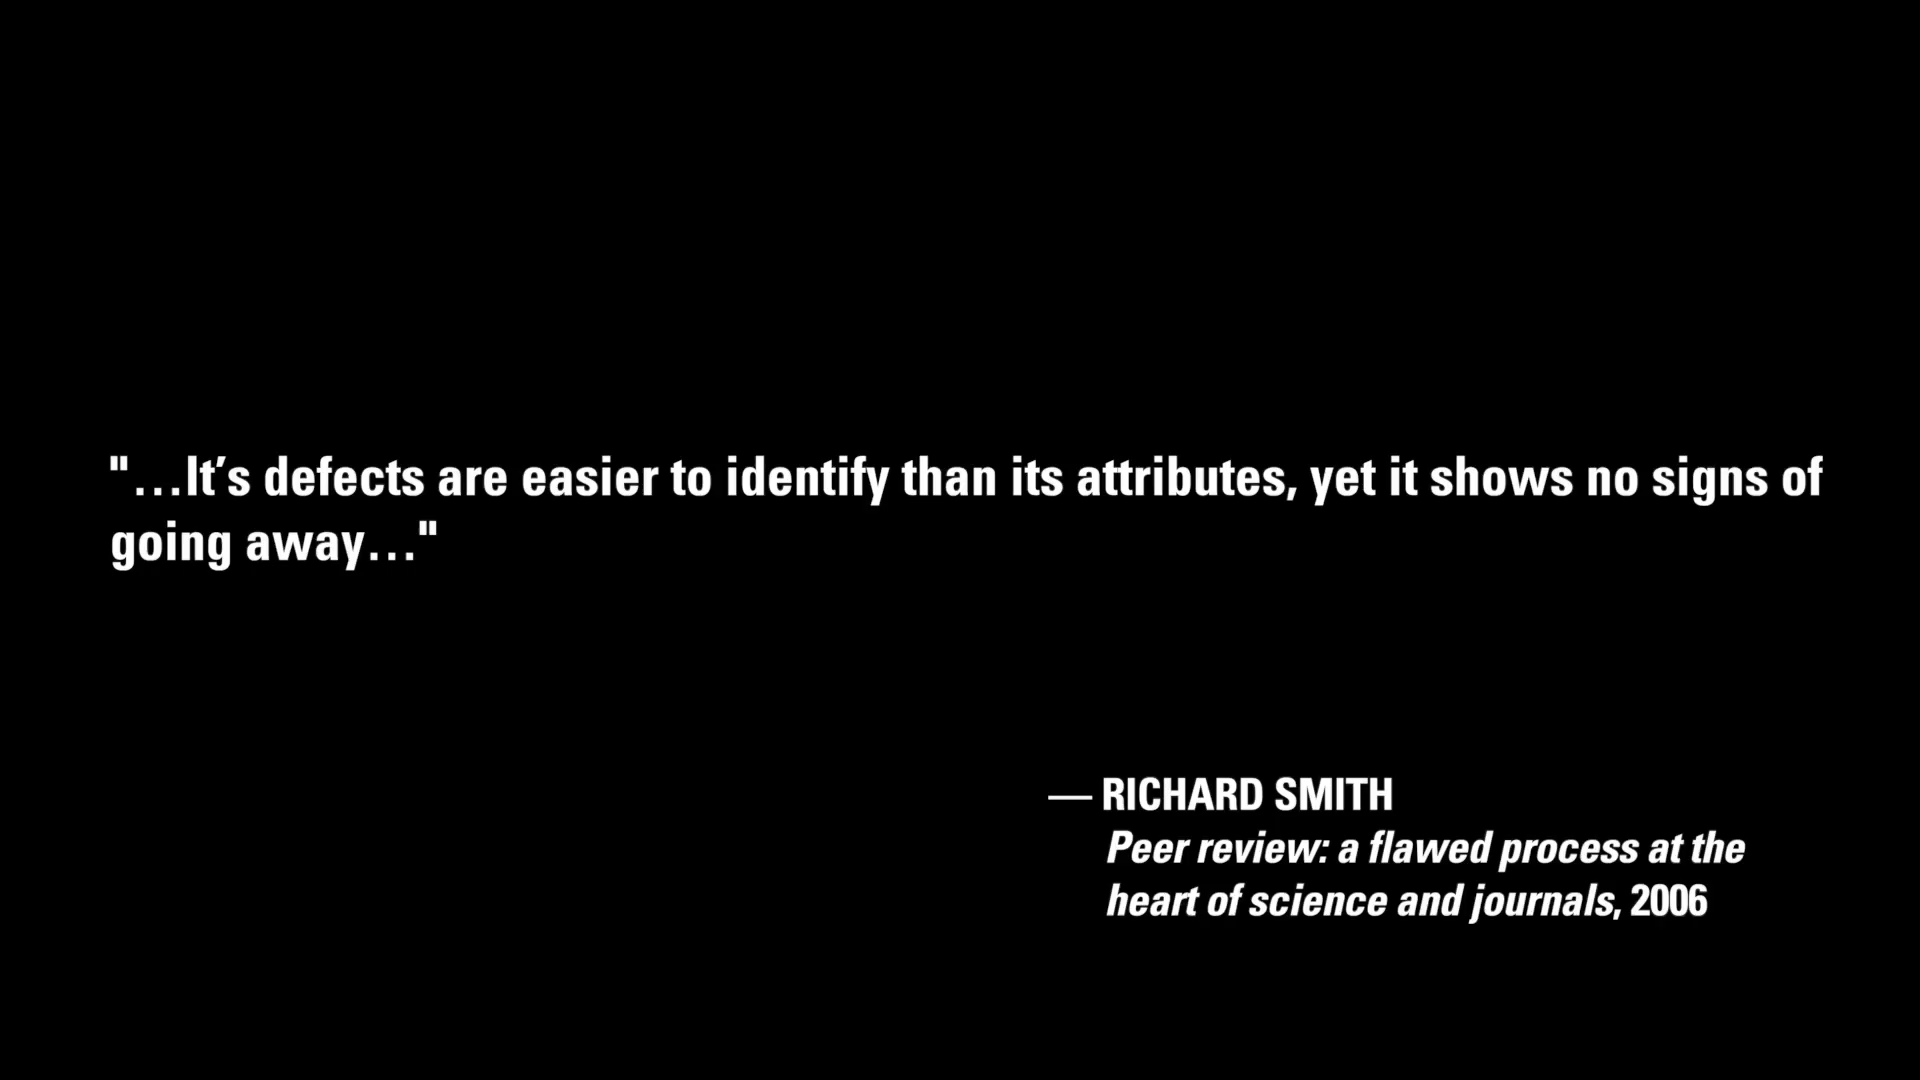 "…It’s defects are easier to identify than its attributes, yet it shows no signs of
going away…"
— RICHARD SMITH
Peer review: a flawed process at the
heart of science and journals, 2006